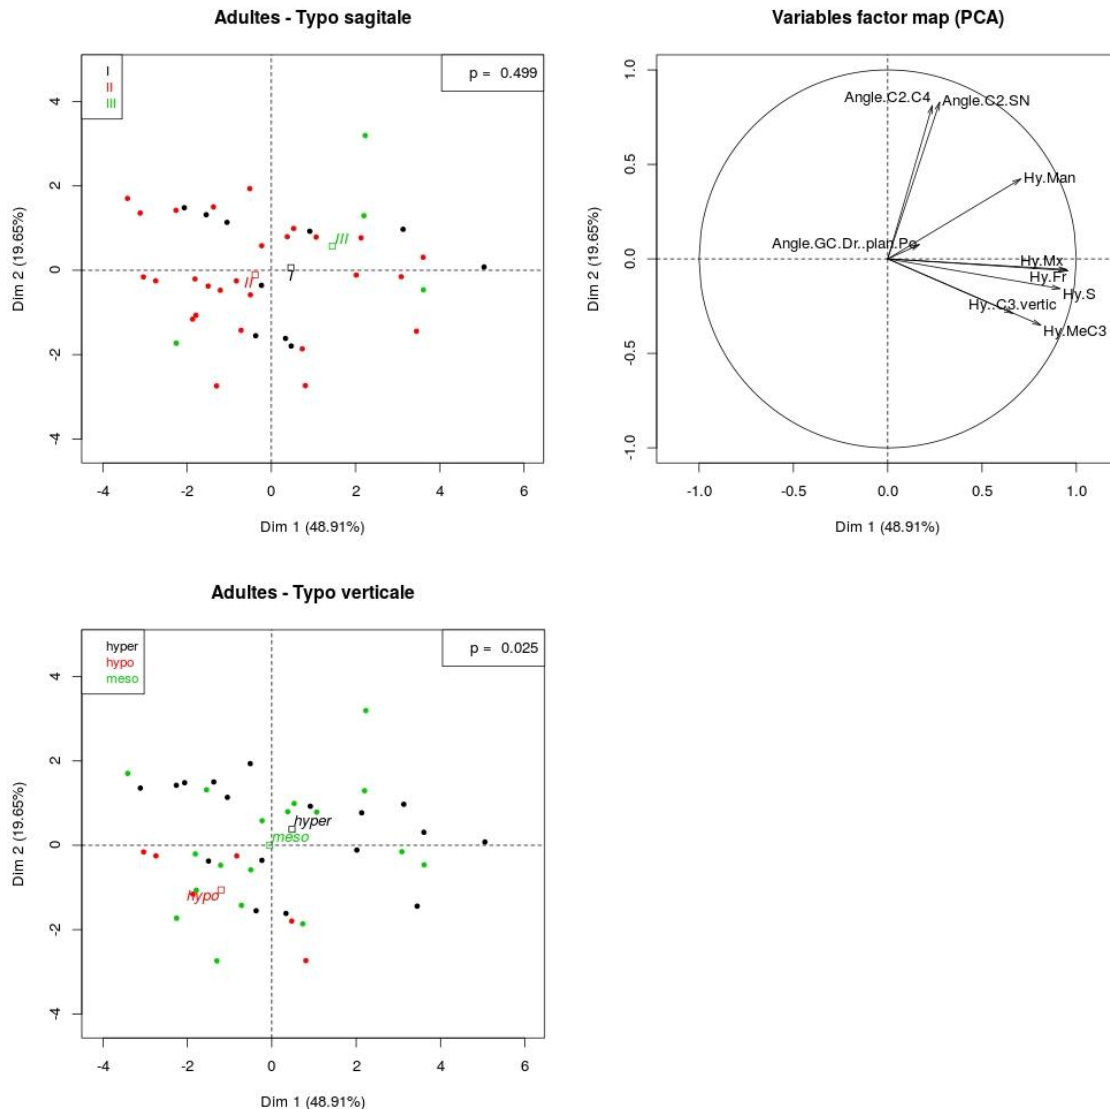 Adultes - Typo sagitale
I
II
III
p = 0.499
4
2
0
-2
-4
-4
-2
0
2
4
6
Dim 1 (48.91%)
Dim 2 (19.65%)
III
II
I
Variables factor map (PCA)
1.0
0.5
0.0
-0.5
-1.0
-1.0
-0.5
0.0
0.5
1.0
Dim 1 (48.91%)
Dim 2 (19.65%)
Angle.C2.C4
Angle.C2.SN
Hy.Man
Angle.GC.Dr..plan.Po
Hy.Mx
Hy.Fr
Hy.S
Hy..C3.vertic
Hy.MeC3
Adultes - Typo verticale
hyper
hypo
meso
p = 0.025
4
2
0
-2
-4
-4
-2
0
2
4
6
Dim 1 (48.91%)
Dim 2 (19.65%)
hyper
meso
hypo